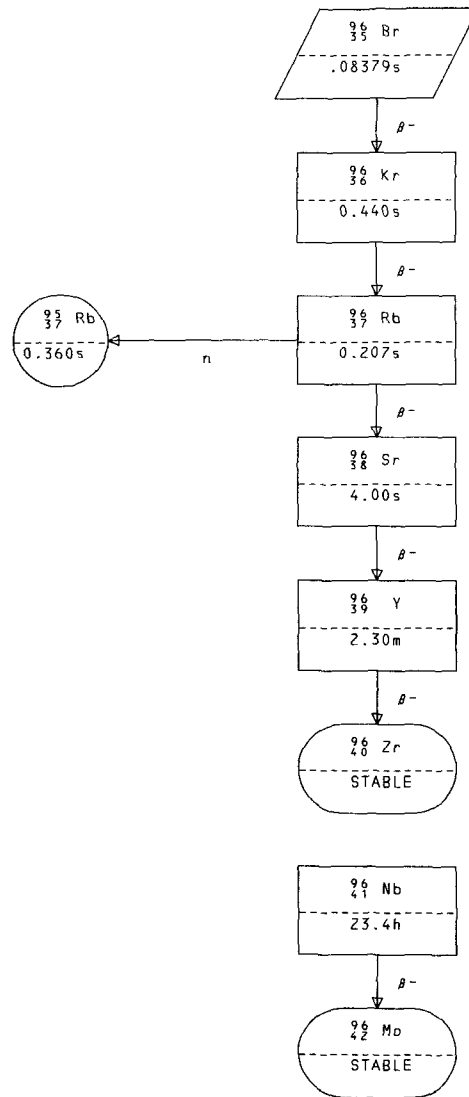 96
35 Br
.08379s
β-
96
36 Kr
0.440s
β-
95
37 Rb
0.360s
n
96
37 Rb
0.207s
β-
96
38 Sr
4.00s
β-
96
39 Y
2.30m
β-
96
40 Zr
STABLE
96
41 Nb
23.4h
β-
96
42 Mo
STABLE